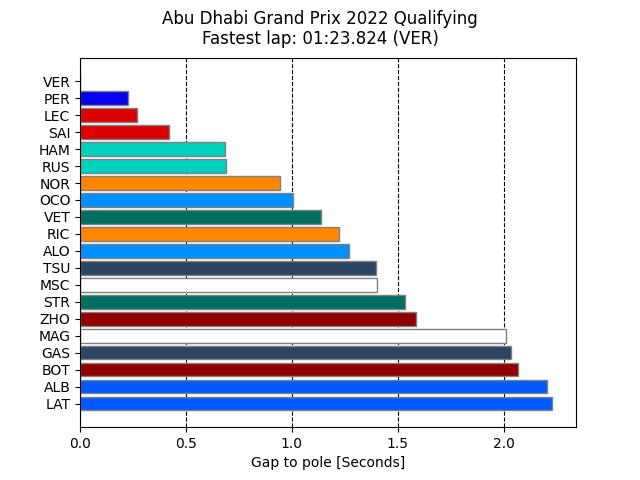 Abu Dhabi Grand Prix 2022 Qualifying
Fastest lap: 01:23.824 (VER)
VER
PER
LEC
SAI
HAM
RUS
NOR
OCO
VET
RIC
ALO
TSU
MSC
STR
ZHO
MAG
GAS
BOT
ALB
LAT
0.0 0.5 1.0 1.5 2.0
Gap to pole [Seconds]